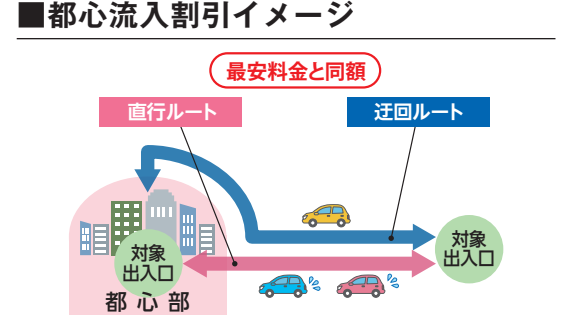 ■都心流入割引イメージ
最安料金と同額
直行ルート
迂回ルート
対象
出入口
対象
出入口
都心部